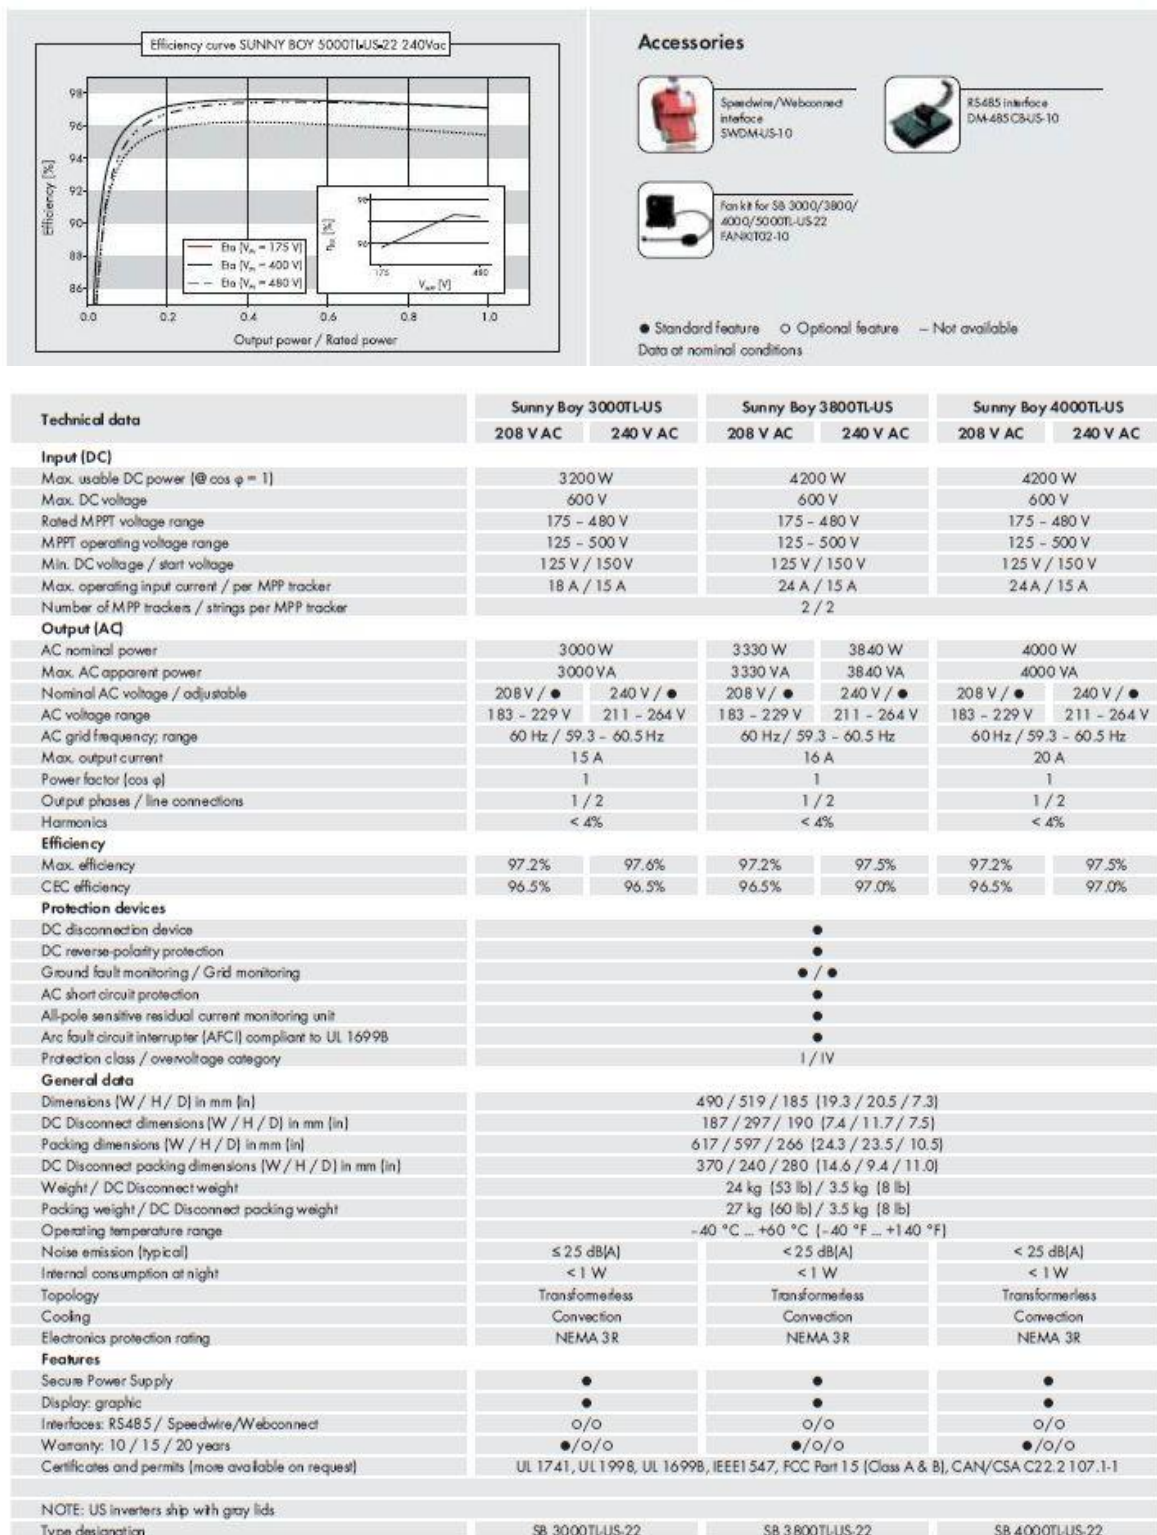 Efficiency curve SUNNY BOY 5000TL-US-22 240Vac
98
96
94
92
90
88
86
Efficiency [%]
0.0 0.2 0.4 0.6 0.8 1.0
Output power / Rated power
Eta [V = 175 V]
Eta [V = 400 V]
Eta [V = 480 V]
98
96
[%]
175 480
V [V]
Accessories
Speedwire/Webconnect
interface
SWDM-US-10
RS485 interface
DM-485CB-US-10
Fan kit for SB 3000/3800/
4000/5000TL-US-22
FANKIT02-10
● Standard feature ○ Optional feature – Not available
Data at nominal conditions
Technical data Sunny Boy 3000TL-US Sunny Boy 3800TL-US Sunny Boy 4000TL-US
208 V AC 240 V AC 208 V AC 240 V AC 208 V AC 240 V AC
Input (DC)
Max. usable DC power (@ cos φ = 1) 3200 W 4200 W 4200 W
Max. DC voltage 600 V 600 V 600 V
Rated MPPT voltage range 175 – 480 V 175 – 480 V 175 – 480 V
MPPT operating voltage range 125 – 500 V 125 – 500 V 125 – 500 V
Min. DC voltage / start voltage 125 V / 150 V 125 V / 150 V 125 V / 150 V
Max. operating input current / per MPP tracker 18 A / 15 A 24 A / 15 A 24 A / 15 A
Number of MPP trackers / strings per MPP tracker 2 / 2
Output (AC)
AC nominal power 3000 W 3330 W 3840 W 4000 W
Max. AC apparent power 3000 VA 3330 VA 3840 VA 4000 VA
Nominal AC voltage / adjustable 208 V / ● 240 V / ● 208 V / ● 240 V / ● 208 V / ● 240 V / ●
AC voltage range 183 – 229 V 211 – 264 V 183 – 229 V 211 – 264 V 183 – 229 V 211 – 264 V
AC grid frequency; range 60 Hz / 59.3 – 60.5 Hz 60 Hz / 59.3 – 60.5 Hz 60 Hz / 59.3 – 60.5 Hz
Max. output current 15 A 16 A 20 A
Power factor (cos φ) 1 1 1
Output phases / line connections 1 / 2 1 / 2 1 / 2
Harmonics < 4% < 4% < 4%
Efficiency
Max. efficiency 97.2% 97.6% 97.2% 97.5% 97.2% 97.5%
CEC efficiency 96.5% 96.5% 96.5% 97.0% 96.5% 97.0%
Protection devices
DC disconnection device ●
DC reverse-polarity protection ●
Ground fault monitoring / Grid monitoring ● / ●
AC short circuit protection ●
All-pole sensitive residual current monitoring unit ●
Arc fault circuit interrupter (AFCI) compliant to UL 1699B ●
Protection class / overvoltage category I / IV
General data
Dimensions (W / H / D) in mm (in) 490 / 519 / 185 (19.3 / 20.5 / 7.3)
DC Disconnect dimensions (W / H / D) in mm (in) 187 / 297 / 190 (7.4 / 11.7 / 7.5)
Packing dimensions (W / H / D) in mm (in) 617 / 597 / 266 (24.3 / 23.5 / 10.5)
DC Disconnect packing dimensions (W / H / D) in mm (in) 370 / 240 / 280 (14.6 / 9.4 / 11.0)
Weight / DC Disconnect weight 24 kg (53 lb) / 3.5 kg (8 lb)
Packing weight / DC Disconnect packing weight 27 kg (60 lb) / 3.5 kg (8 lb)
Operating temperature range –40 °C ... +60 °C (–40 °F ... +140 °F)
Noise emission (typical) ≤ 25 dB(A) < 25 dB(A) < 25 dB(A)
Internal consumption at night < 1 W < 1 W < 1 W
Topology Transformerless Transformerless Transformerless
Cooling Convection Convection Convection
Electronics protection rating NEMA 3R NEMA 3R NEMA 3R
Features
Secure Power Supply ● ● ●
Display: graphic ● ● ●
Interfaces: RS485 / Speedwire/Webconnect ○/○ ○/○ ○/○
Warranty: 10 / 15 / 20 years ●/○/○ ●/○/○ ●/○/○
Certificates and permits (more available on request) UL 1741, UL 1998, UL 1699B, IEEE1547, FCC Part 15 (Class A & B), CAN/CSA C22.2 107.1-1
NOTE: US inverters ship with gray lids
Type designation SB 3000TL-US-22 SB 3800TL-US-22 SB 4000TL-US-22